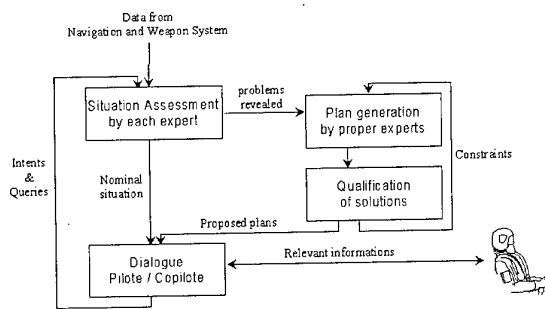 Data from
Navigation and Weapon System
Situation Assessment
by each expert
problems
revealed
Plan generation
by proper experts
Intents
&
Queries
Nominal
situation
Constraints
Qualification
of solutions
Proposed plans
Dialogue
Pilote / Copilote
Relevant informations